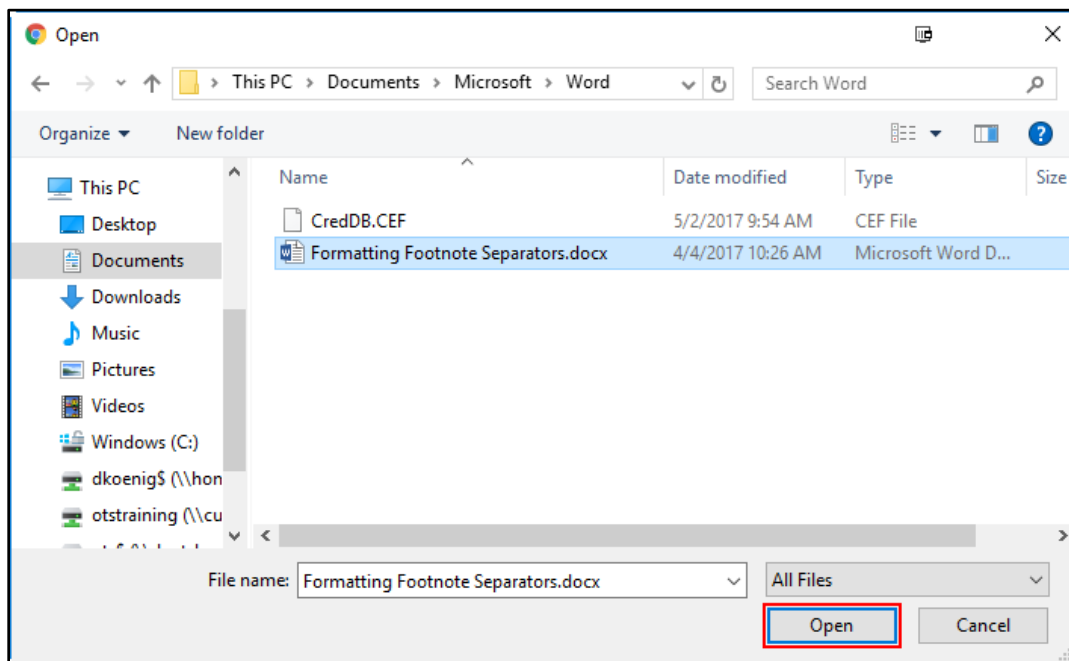 Open
This PC > Documents > Microsoft > Word
Search Word
Organize
New folder
?
Name
Date modified
Type
Size
This PC
Desktop
Documents
Downloads
Music
Pictures
Videos
Windows (C:)
dkoenig$ (\\hon
otstraining (\\cu
CredDB.CEF
5/2/2017 9:54 AM
CEF File
Formatting Footnote Separators.docx
4/4/2017 10:26 AM
Microsoft Word D...
File name:
Formatting Footnote Separators.docx
All Files
Open
Cancel